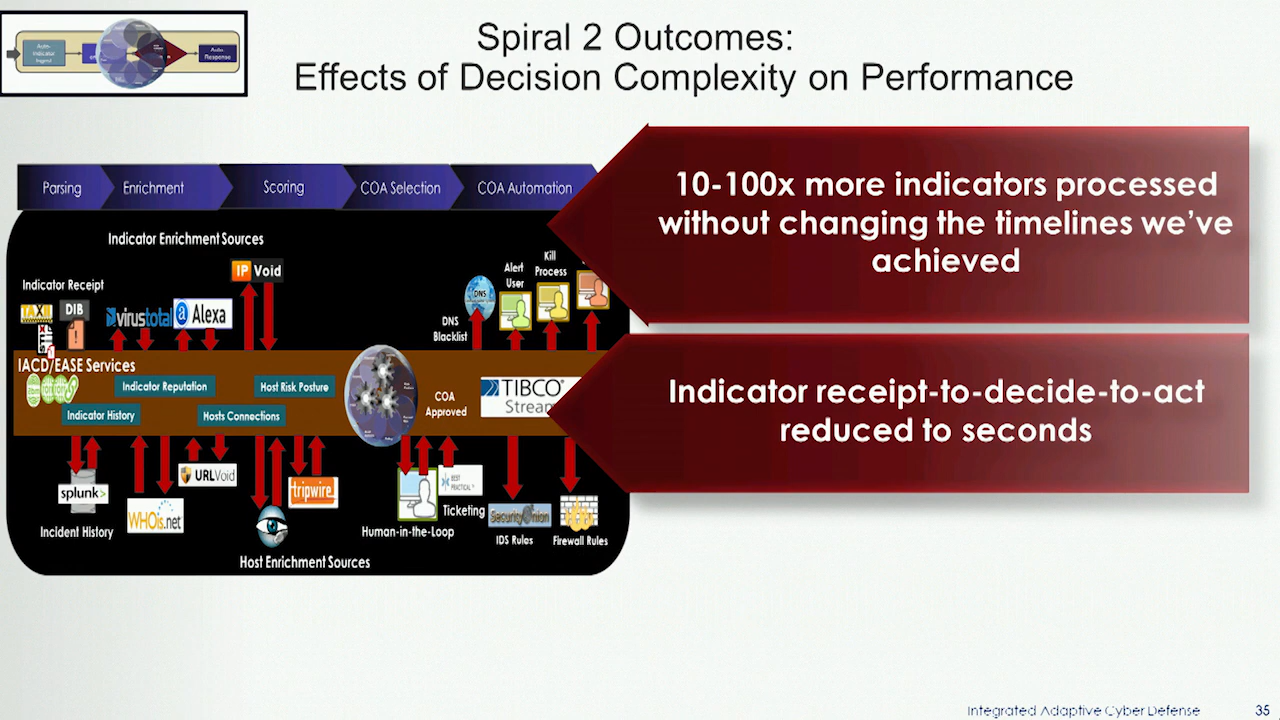 Spiral 2 Outcomes:
Effects of Decision Complexity on Performance
Auto-
Response
Parsing
Enrichment
Scoring
COA Selection
COA Automation
10-100x more indicators processed
without changing the timelines we've
achieved
Indicator Enrichment Sources
Indicator Receipt
DIB
virustotal
a Alexa
IP Void
DNS
DNS
Blacklist
Alert
User
Kill
Process
IACD/EASE Services
Indicator Reputation
Host Risk Posture
Indicator History
Hosts Connections
COA
Approved
TIBCO
Stream
Indicator receipt-to-decide-to-act
reduced to seconds
splunk>
Incident History
WHOis.net
URLVoid
tripwire
Host Enrichment Sources
Human-in-the-Loop
BEST
PRACTICAL™
Ticketing
Security Onion
IDS Rules
Firewall Rules
Integrated Adaptive Cyber Defense
35